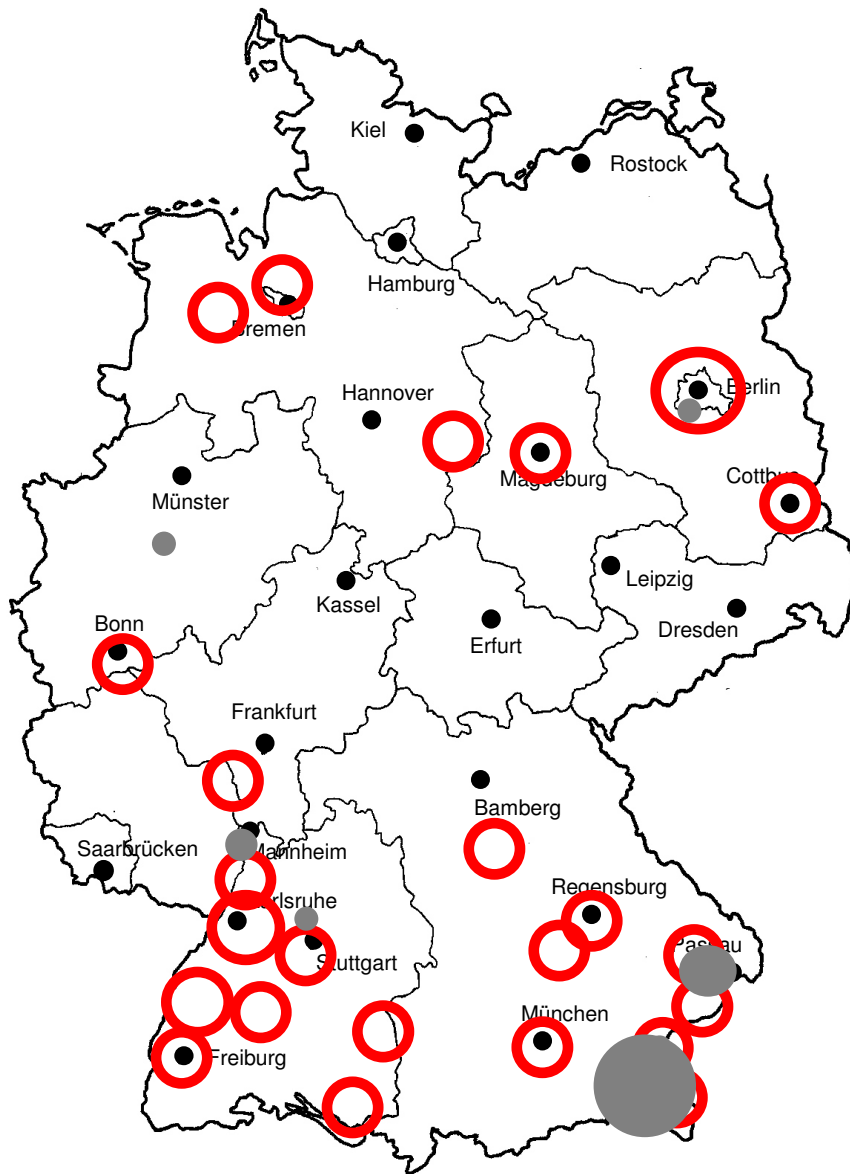 Kiel
Rostock
Hamburg
Bremen
Hannover
Berlin
Magdeburg
Cottbus
Münster
Leipzig
Kassel
Dresden
Bonn
Erfurt
Frankfurt
Bamberg
Saarbrücken
Mannheim
Karlsruhe
Regensburg
Passau
Stuttgart
München
Freiburg